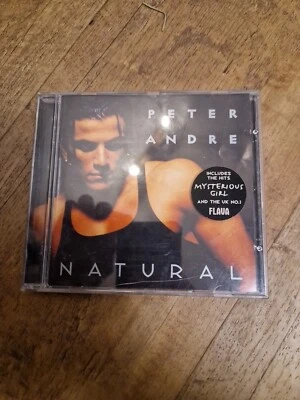 PETER
ANDRE
INCLUDES
THE HITS
MYSTERIOUS
GIRL
AND THE UK NO.1
FLAVA
NATURAL